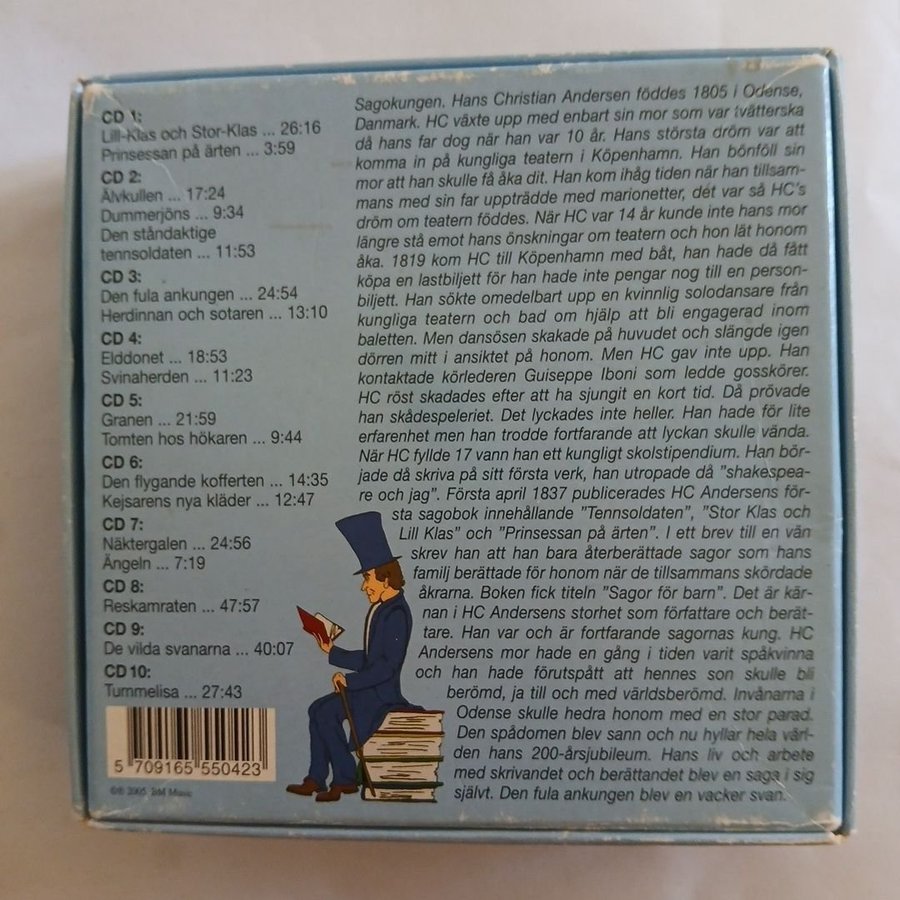 CD 1:
Lill-Klas och Stor-Klas ... 26:16
Prinsessan på ärten ... 3:59
CD 2:
Älvkullen ... 17:24
Dummerjöns ... 9:34
Den ståndaktige
tennsoldaten ... 11:53
CD 3:
Den fula ankungen ... 24:54
Herdinnan och sotaren ... 13:10
CD 4:
Elddonet ... 18:53
Svinaherden ... 11:23
CD 5:
Granen ... 21:59
Tomten hos hökaren ... 9:44
CD 6:
Den flygande kofferten ... 14:35
Kejsarens nya kläder ... 12:47
CD 7:
Näktergalen ... 24:56
Ängeln ... 7:19
CD 8:
Reskamraten ... 47:57
CD 9:
De vilda svanarna ... 40:07
CD 10:
Tummelisa ... 27:43
5 709165 550423
℗© 2005 BM Music
Sagokungen. Hans Christian Andersen föddes 1805 i Odense,
Danmark. HC växte upp med enbart sin mor som var tvätterska
då hans far dog när han var 10 år. Hans största dröm var att
komma in på kungliga teatern i Köpenhamn. Han bönföll sin
mor att han skulle få åka dit. Han kom ihåg tiden när han tillsam-
mans med sin far uppträdde med marionetter, det var så HC's
dröm om teatern föddes. När HC var 14 år kunde inte hans mor
längre stå emot hans önskningar om teatern och hon lät honom
åka. 1819 kom HC till Köpenhamn med båt, han hade då fått
köpa en lastbiljett för han hade inte pengar nog till en person-
biljett. Han sökte omedelbart upp en kvinnlig solodansare från
kungliga teatern och bad om hjälp att bli engagerad inom
baletten. Men dansösen skakade på huvudet och slängde igen
dörren mitt i ansiktet på honom. Men HC gav inte upp. Han
kontaktade körlederen Guiseppe Iboni som ledde gosskörer.
HC röst skadades efter att ha sjungit en kort tid. Då prövade
han skådespeleriet. Det lyckades inte heller. Han hade för lite
erfarenhet men han trodde fortfarande att lyckan skulle vända.
När HC fyllde 17 vann han ett kungligt skolstipendium. Han bör-
jade då skriva på sitt första verk, han utropade då "shakespea-
re och jag". Första april 1837 publicerades HC Andersens för-
sta sagobok innehållande "Tennsoldaten", "Stor Klas och
Lill Klas" och "Prinsessan på ärten". I ett brev till en vän
skrev han att han bara återberättade sagor som hans
familj berättade för honom när de tillsammans skördade
åkrarna. Boken fick titeln "Sagor för barn". Det är kär-
nan i HC Andersens storhet som författare och berät-
tare. Han var och är fortfarande sagornas kung. HC
Andersens mor hade en gång i tiden varit spåkvinna
och han hade förutspått att hennes son skulle bli
berömd, ja till och med världsberömd. Invånarna i
Odense skulle hedra honom med en stor parad.
Den spådomen blev sann och nu hyllar hela värl-
den hans 200-årsjubileum. Hans liv och arbete
med skrivandet och berättandet blev en saga i sig
självt. Den fula ankungen blev en vacker svan.